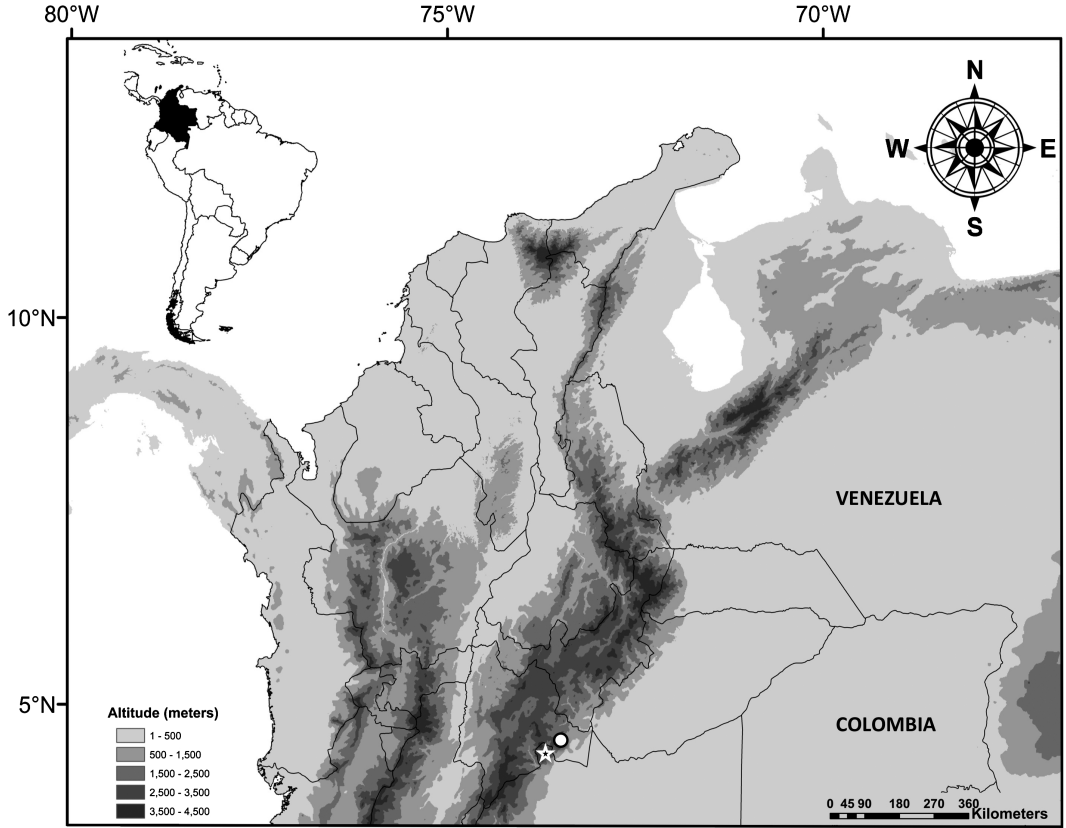 80°W 75°W 70°W
N
W E
S
10°N
VENEZUELA
5°N
COLOMBIA
Altitude (meters)
1 - 500
500 - 1,500
1,500 - 2,500
2,500 - 3,500
3,500 - 4,500
0 45 90 180 270 360
Kilometers